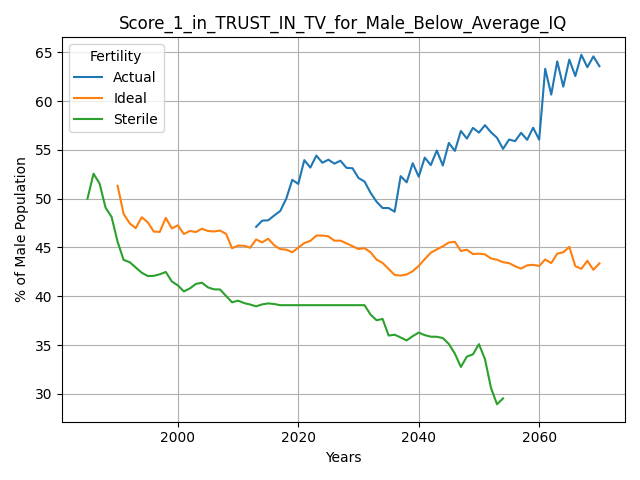 Score_1_in_TRUST_IN_TV_for_Male_Below_Average_IQ
Fertility
Actual
Ideal
Sterile
65
60
55
50
45
40
35
30
% of Male Population
2000
2020
2040
2060
Years